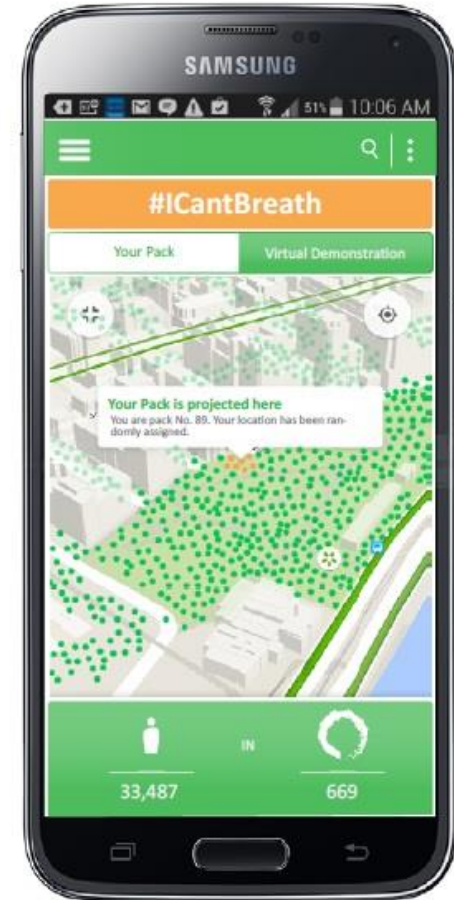 SAMSUNG
51% 10:06 AM
#ICantBreath
Your Pack
Virtual Demonstration
Your Pack is projected here
You are pack No. 89. Your location has been ran-
domly assigned.
IN
33,487
669